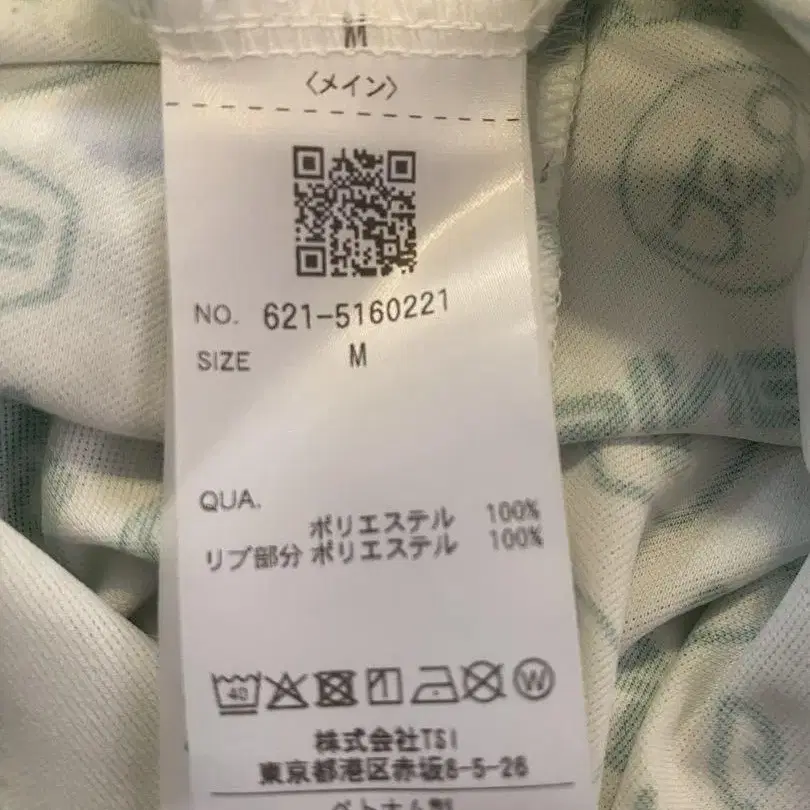 M
〈メイン〉
NO. 621-5160221
SIZE M
QUA.
ポリエステル 100%
リブ部分 ポリエステル 100%
40
W
株式会社TSI
東京都港区赤坂8-5-26